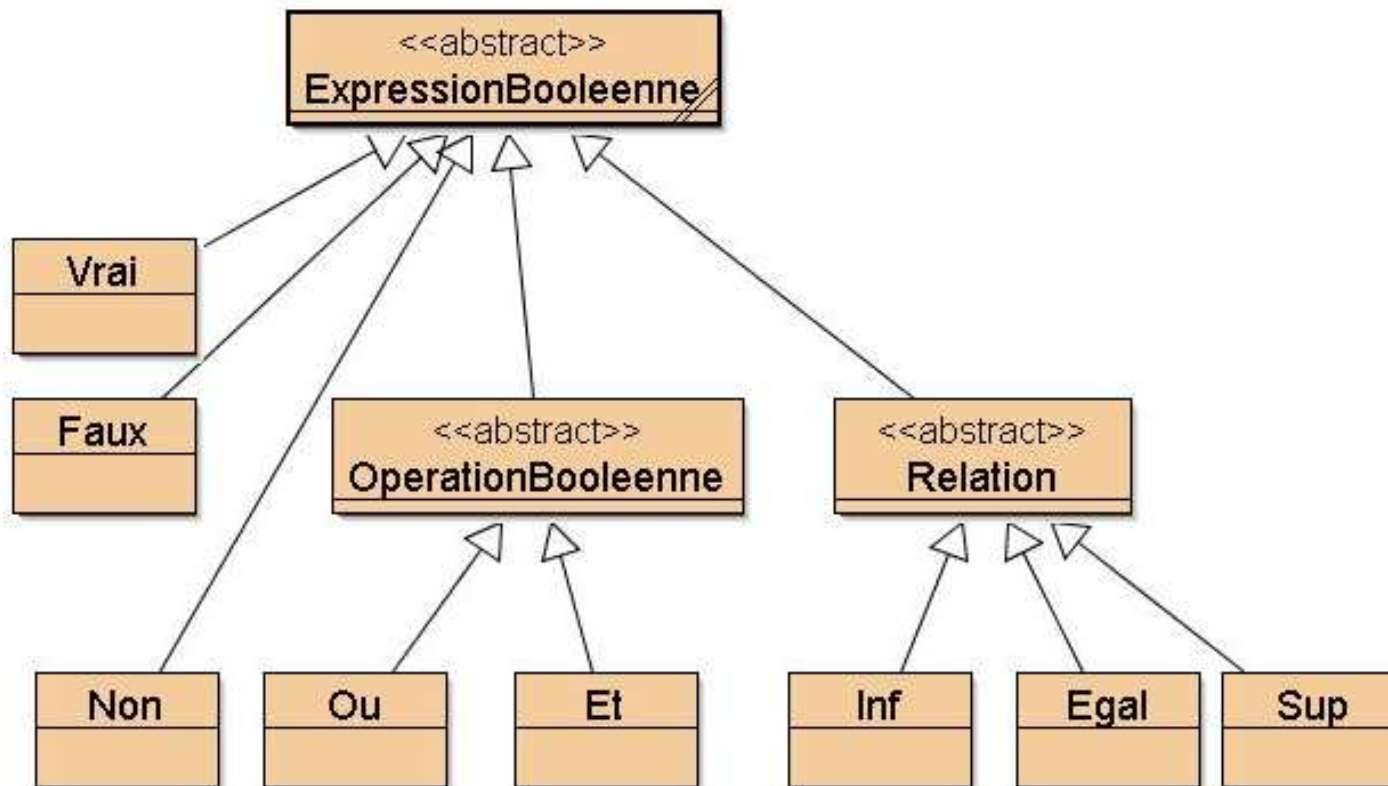 <<abstract>>
ExpressionBooleenne
Vrai
Faux
<<abstract>>
OperationBooleenne
<<abstract>>
Relation
Non
Ou
Et
Inf
Egal
Sup